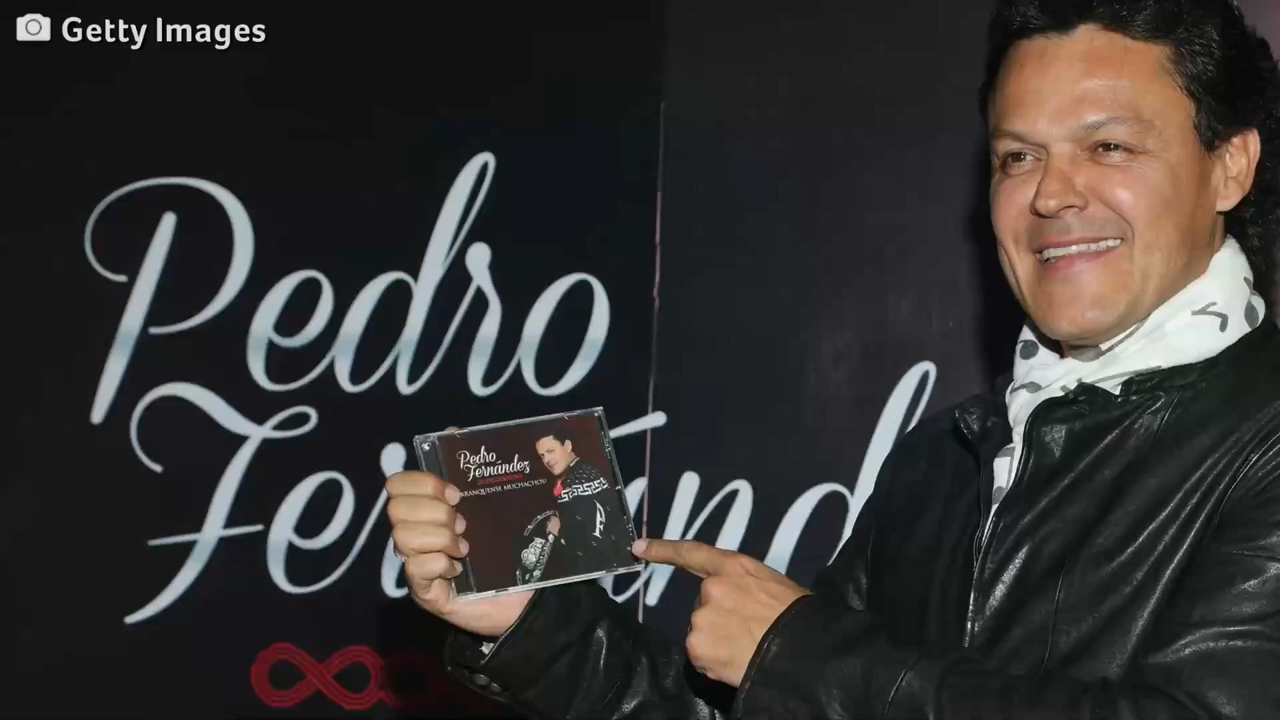 Getty Images
Pedro
Fernánd
Pedro
Fernández
ARRANQUENSE MUCHACHOS!